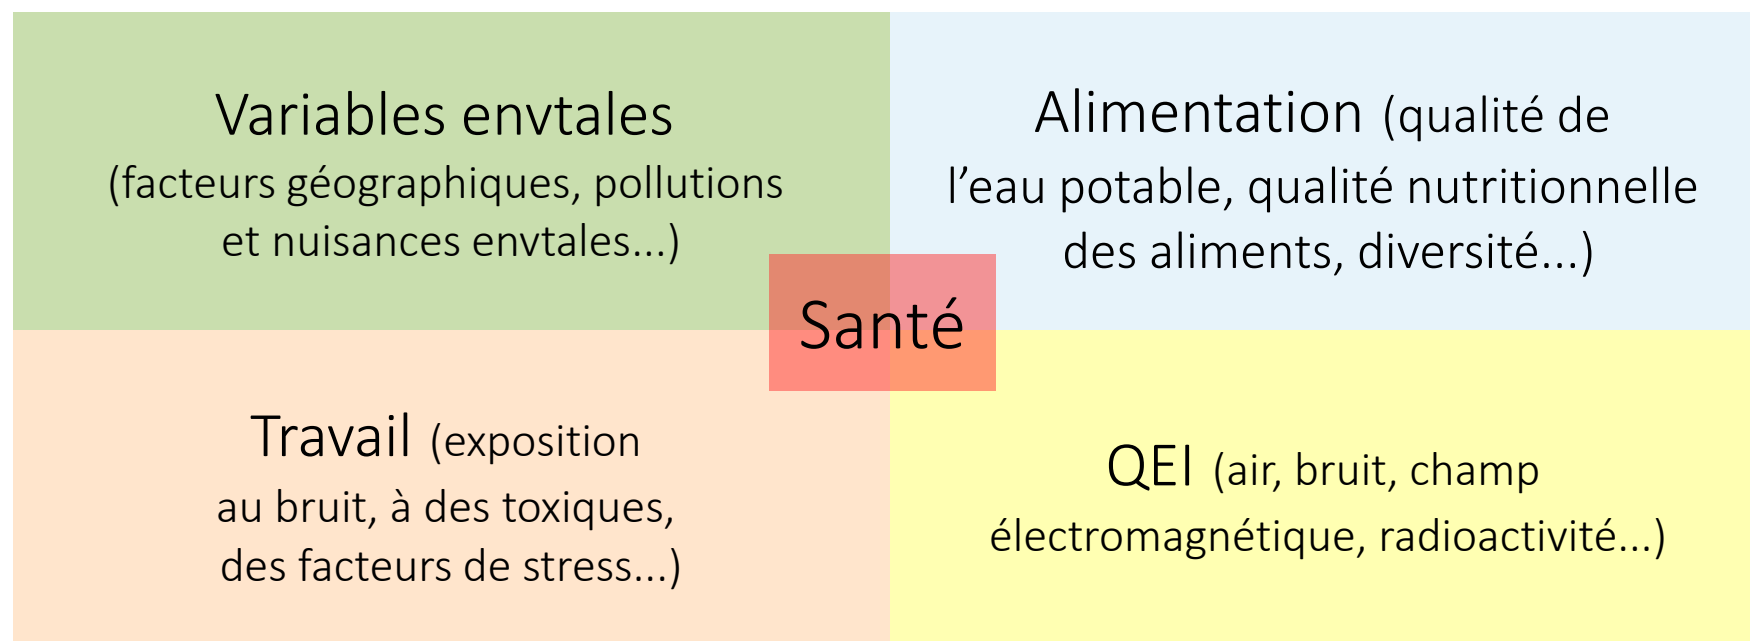 Variables envtales
(facteurs géographiques, pollutions
et nuisances envtales...)
Alimentation (qualité de
l’eau potable, qualité nutritionnelle
des aliments, diversité...)
Santé
Travail (exposition
au bruit, à des toxiques,
des facteurs de stress...)
QEI (air, bruit, champ
électromagnétique, radioactivité...)